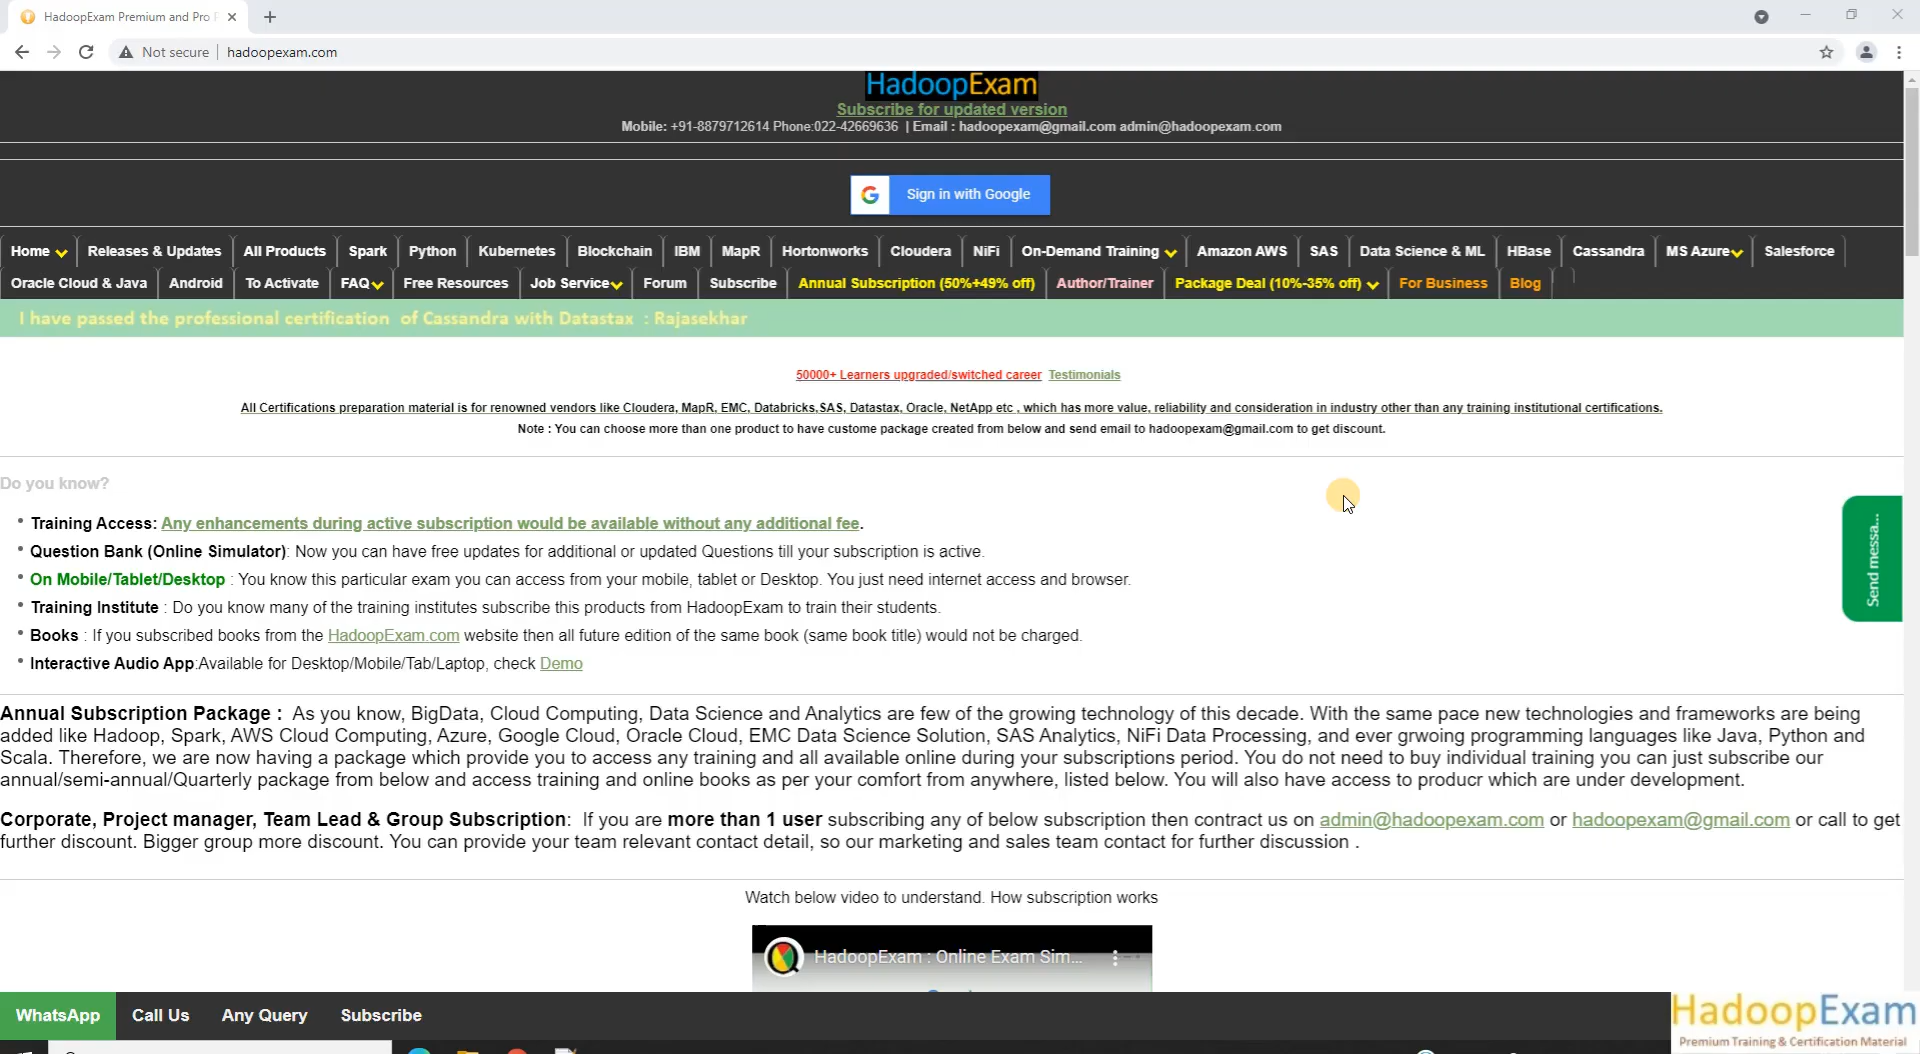 HadoopExam Premium and Pro
Not secure
hadoopexam.com
HadoopExam
Subscribe for updated version
Mobile: +91-8879712614 Phone:022-42669636 | Email : hadoopexam@gmail.com admin@hadoopexam.com
G Sign in with Google
Home Releases & Updates All Products Spark Python Kubernetes Blockchain IBM MapR Hortonworks Cloudera NiFi On-Demand Training Amazon AWS SAS Data Science & ML HBase Cassandra MS Azure Salesforce
Oracle Cloud & Java Android To Activate FAQ Free Resources Job Service Forum Subscribe Annual Subscription (50%+49% off) Author/Trainer Package Deal (10%-35% off) For Business Blog
I have passed the professional certification of Cassandra with Datastax : Rajasekhar
50000+ Learners upgraded/switched career Testimonials
All Certifications preparation material is for renowned vendors like Cloudera, MapR, EMC, Databricks,SAS, Datastax, Oracle, NetApp etc , which has more value, reliability and consideration in industry other than any training institutional certifications.
Note : You can choose more than one product to have custome package created from below and send email to hadoopexam@gmail.com to get discount.
Do you know?
• Training Access: Any enhancements during active subscription would be available without any additional fee.
• Question Bank (Online Simulator): Now you can have free updates for additional or updated Questions till your subscription is active.
• On Mobile/Tablet/Desktop : You know this particular exam you can access from your mobile, tablet or Desktop. You just need internet access and browser.
• Training Institute : Do you know many of the training institutes subscribe this products from HadoopExam to train their students.
• Books : If you subscribed books from the HadoopExam.com website then all future edition of the same book (same book title) would not be charged.
• Interactive Audio App:Available for Desktop/Mobile/Tab/Laptop, check Demo
Send messa...
Annual Subscription Package : As you know, BigData, Cloud Computing, Data Science and Analytics are few of the growing technology of this decade. With the same pace new technologies and frameworks are being
added like Hadoop, Spark, AWS Cloud Computing, Azure, Google Cloud, Oracle Cloud, EMC Data Science Solution, SAS Analytics, NiFi Data Processing, and ever grwoing programming languages like Java, Python and
Scala. Therefore, we are now having a package which provide you to access any training and all available online during your subscriptions period. You do not need to buy individual training you can just subscribe our
annual/semi-annual/Quarterly package from below and access training and online books as per your comfort from anywhere, listed below. You will also have access to producr which are under development.
Corporate, Project manager, Team Lead & Group Subscription: If you are more than 1 user subscribing any of below subscription then contract us on admin@hadoopexam.com or hadoopexam@gmail.com or call to get
further discount. Bigger group more discount. You can provide your team relevant contact detail, so our marketing and sales team contact for further discussion .
Watch below video to understand. How subscription works
HadoopExam : Online Exam Sim...
WhatsApp Call Us Any Query Subscribe
HadoopExam
Premium Training & Certification Material